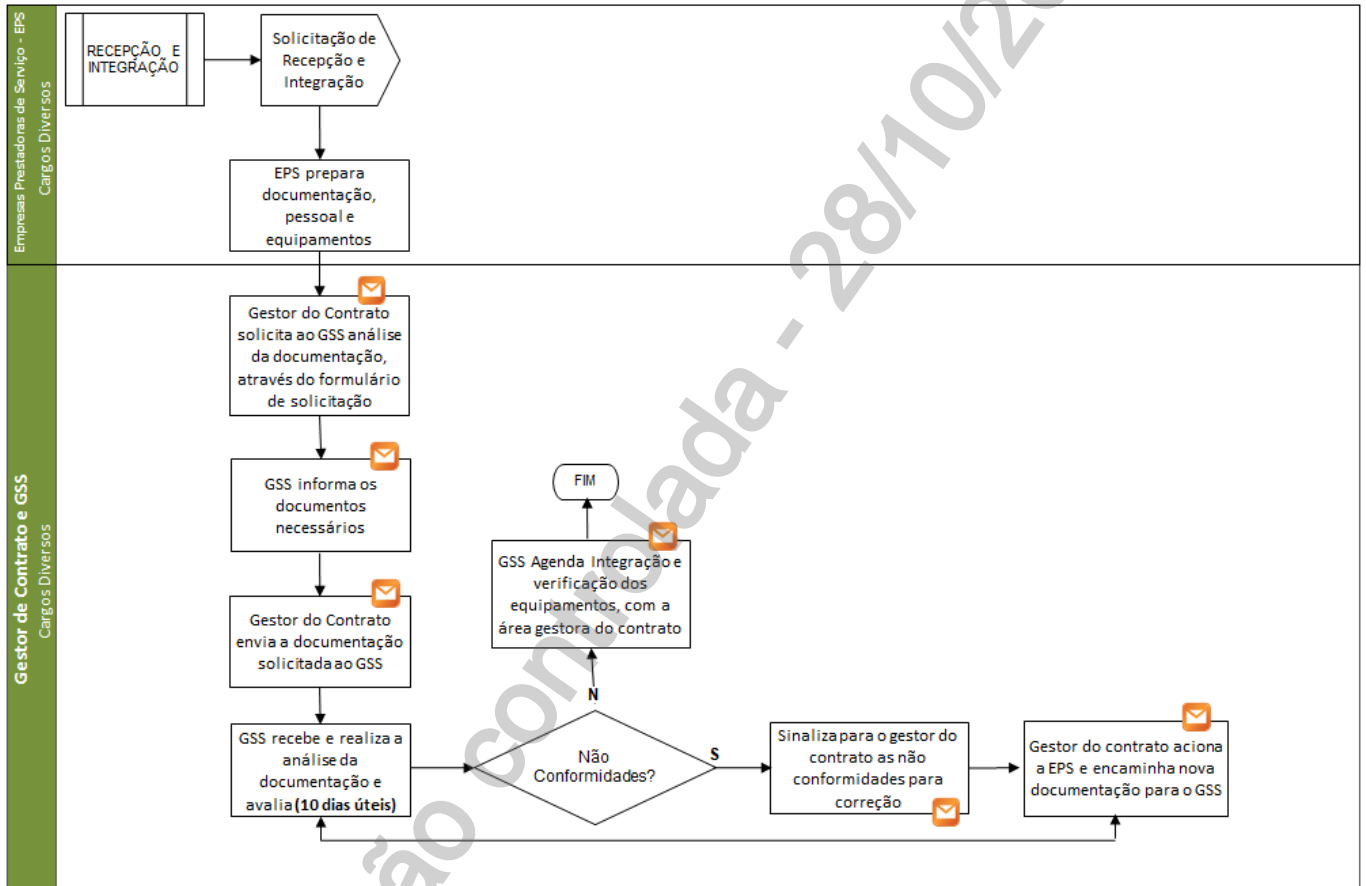 Empresas Prestadoras de Serviço - EPS
Cargos Diversos
RECEPÇÃO E
INTEGRAÇÃO
Solicitação de
Recepção e
Integração
EPS prepara
documentação,
pessoal e
equipamentos
Gestor de Contrato e GSS
Cargos Diversos
Gestor do Contrato
solicita ao GSS análise
da documentação,
através do formulário
de solicitação
GSS informa os
documentos
necessários
Gestor do Contrato
envia a documentação
solicitada ao GSS
GSS recebe e realiza a
análise da
documentação e
avalia (10 dias úteis)
Não
Conformidades?
N
GSS Agenda Integração e
verificação dos
equipamentos, com a
área gestora do contrato
FIM
S
Sinaliza para o gestor do
contrato as não
conformidades para
correção
Gestor do contrato aciona
a EPS e encaminha nova
documentação para o GSS
ão controlada - 28/10/20